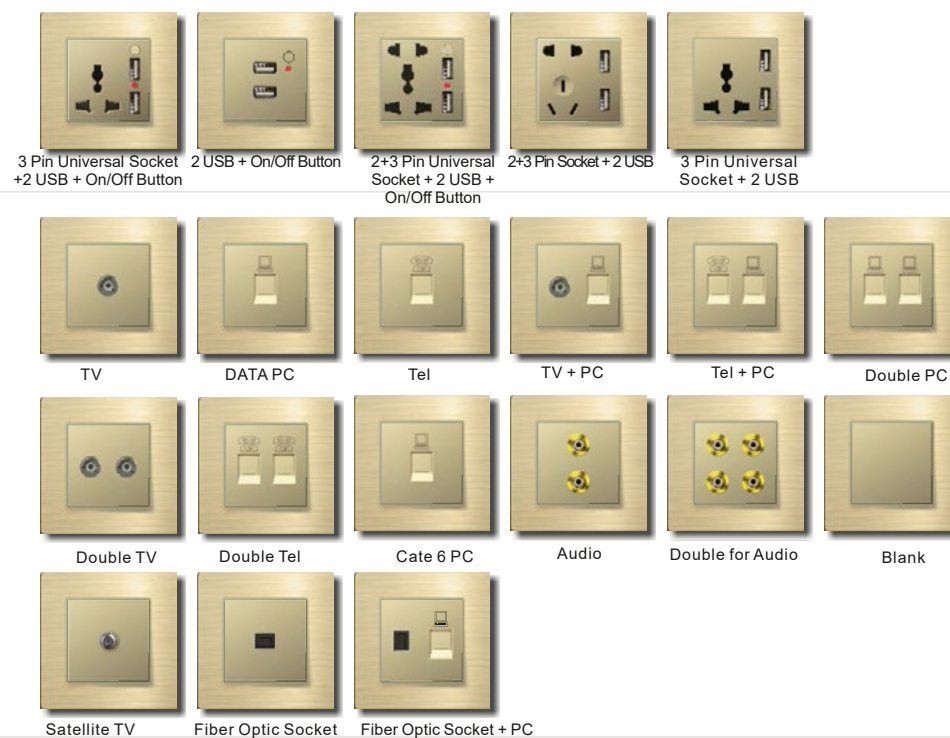 3 Pin Universal Socket
+2 USB + On/Off Button
2 USB + On/Off Button
2+3 Pin Universal
Socket + 2 USB +
On/Off Button
2+3 Pin Socket + 2 USB
3 Pin Universal
Socket + 2 USB
TV
DATA PC
Tel
TV + PC
Tel + PC
Double PC
Double TV
Double Tel
Cate 6 PC
Audio
Double for Audio
Blank
Satellite TV
Fiber Optic Socket
Fiber Optic Socket + PC